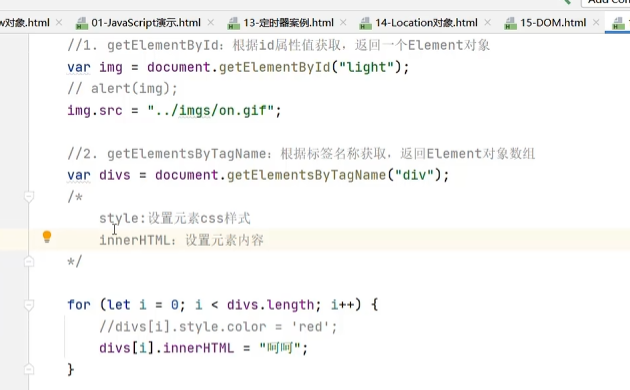 w对象.html 01-JavaScript演示.html 13-定时器案例.html 14-Location对象.html 15-DOM.html
//1. getElementById：根据id属性值获取，返回一个Element对象
var img = document.getElementById("light");
// alert(img);
img.src = "../imgs/on.gif";
//2. getElementsByTagName：根据标签名称获取，返回Element对象数组
var divs = document.getElementsByTagName("div");
/*
style:设置元素css样式
innerHTML：设置元素内容
*/
for (let i = 0; i < divs.length; i++) {
//divs[i].style.color = 'red';
divs[i].innerHTML = "呵呵";
}